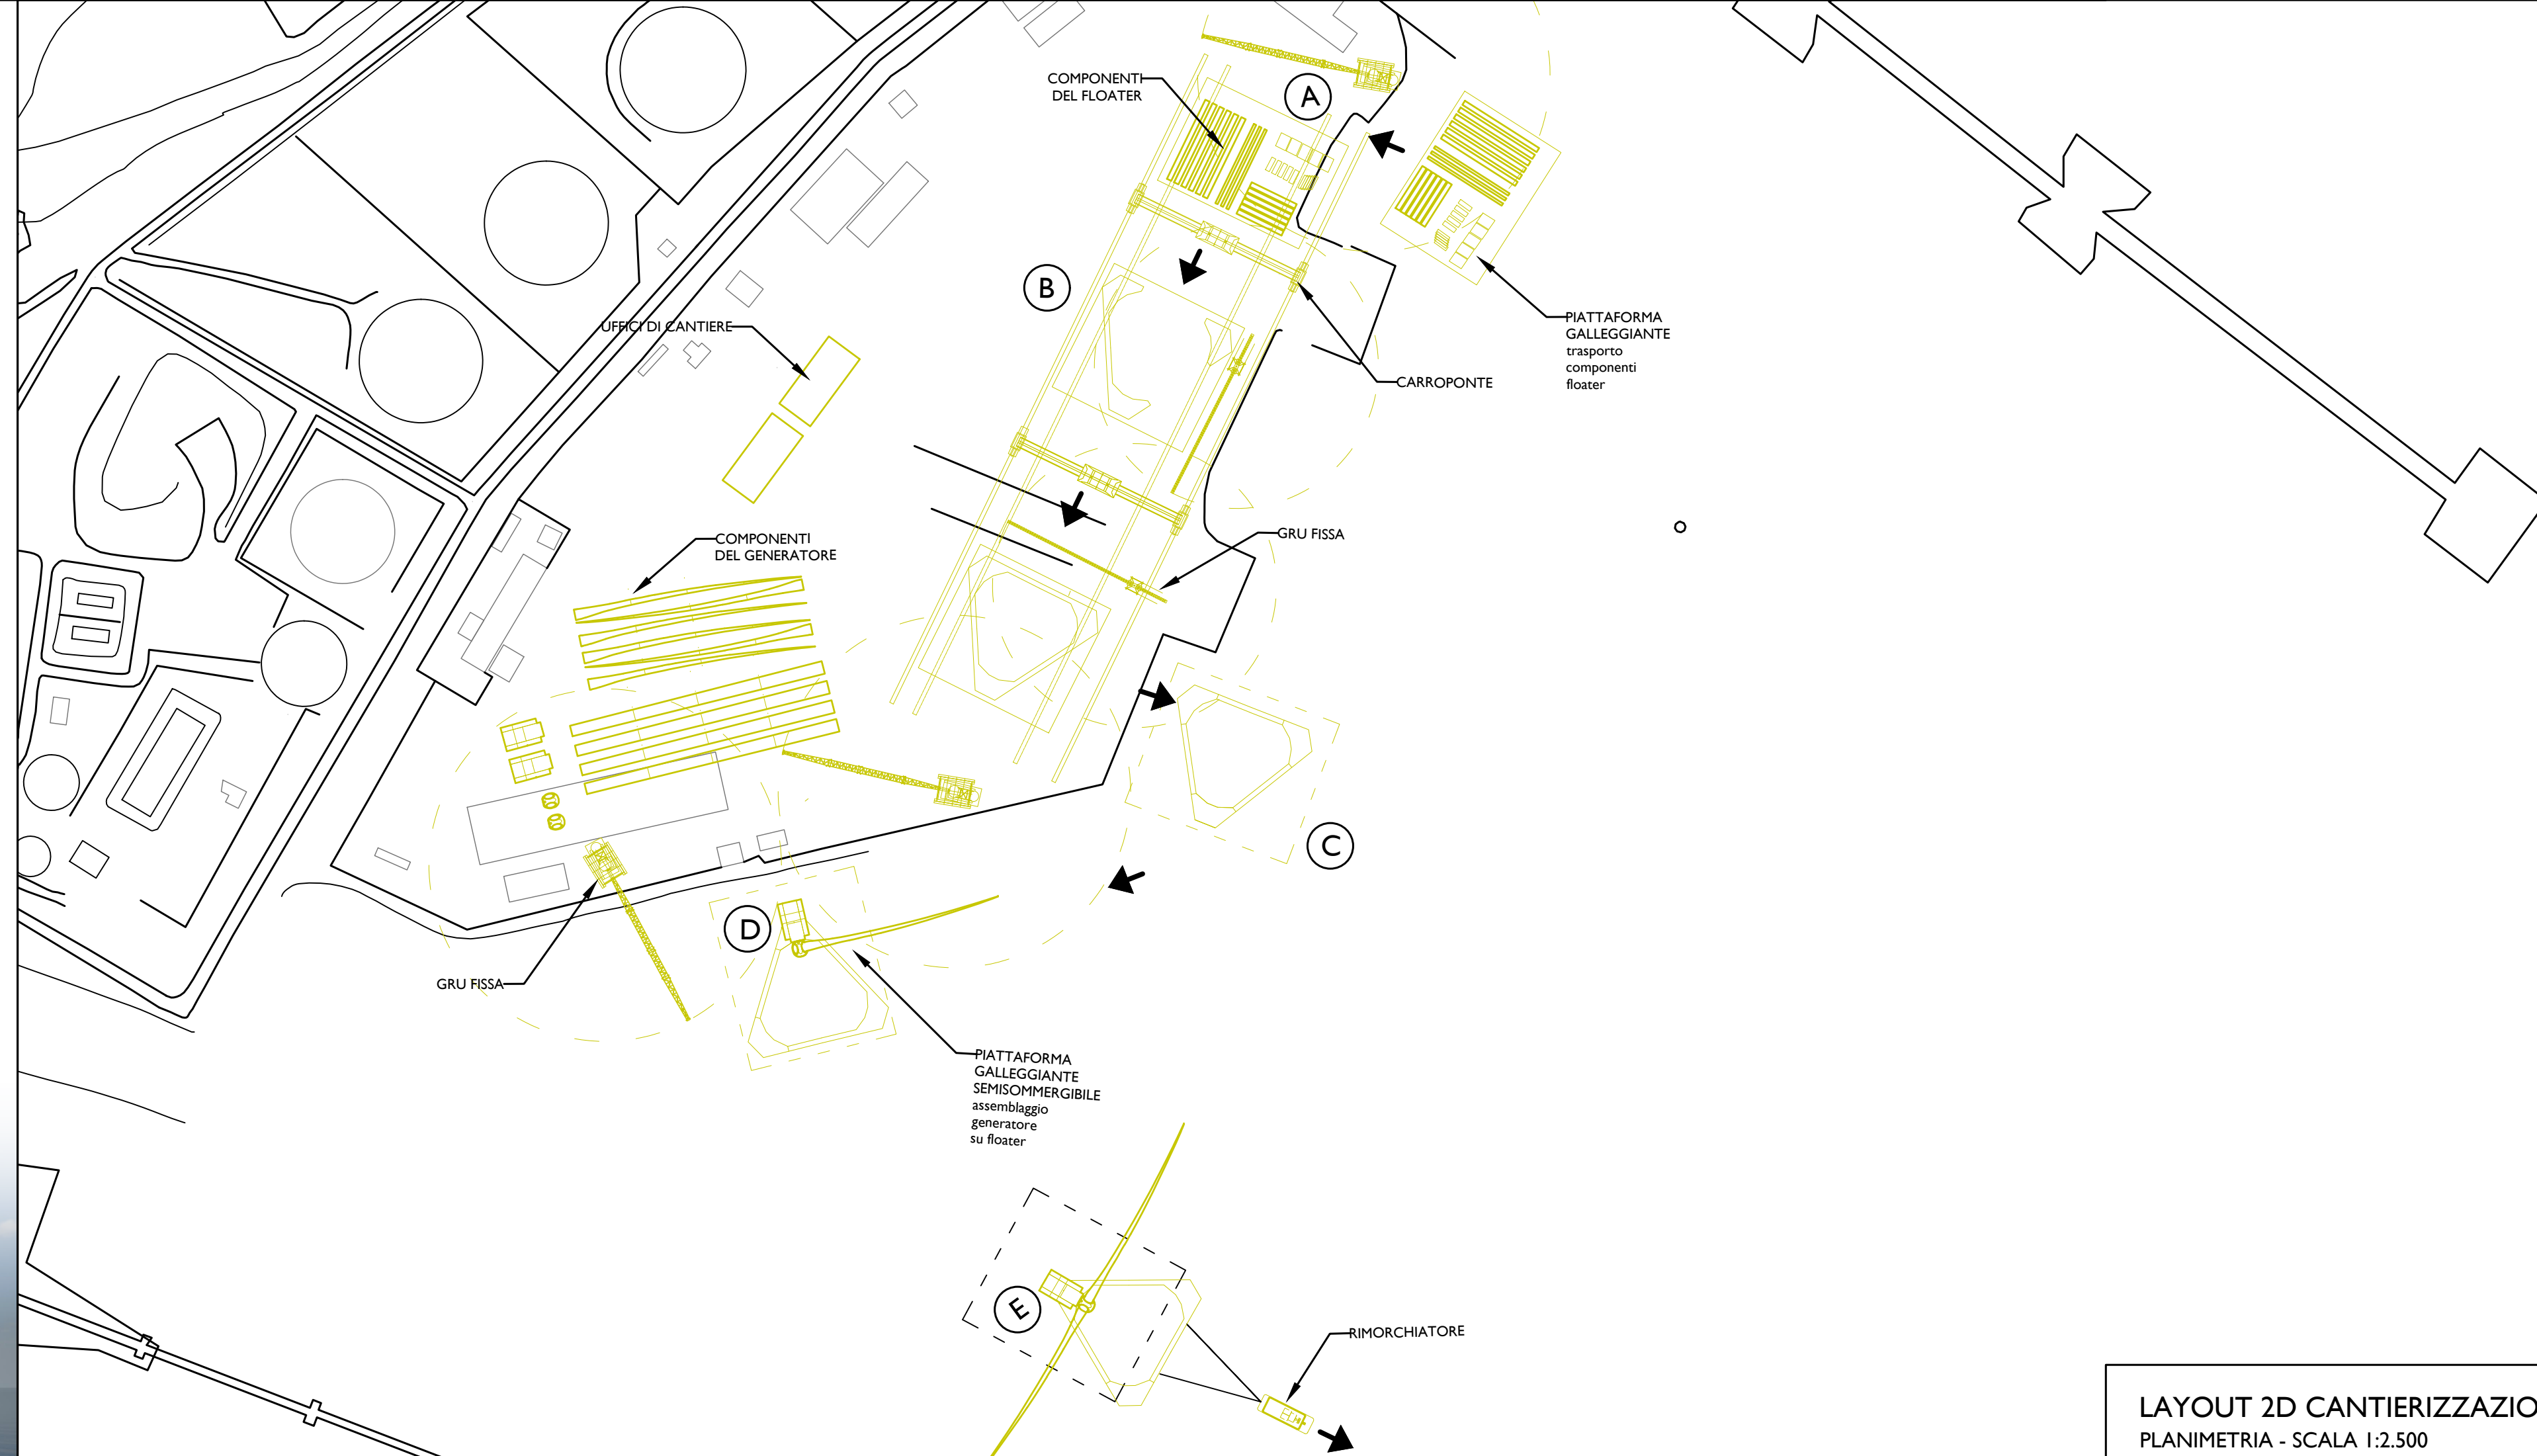 COMPONENTI
DEL FLOATER
A
B
UFFICI DI CANTIERE
PIATTAFORMA
GALLEGGIANTE
trasporto
componenti
floater
CARROPONTE
COMPONENTI
DEL GENERATORE
GRU FISSA
C
D
GRU FISSA
PIATTAFORMA
GALLEGGIANTE
SEMISOMMERGIBILE
assemblaggio
generatore
su floater
E
RIMORCHIATORE
LAYOUT 2D CANTIERIZZAZIO
PLANIMETRIA - SCALA 1:2.500